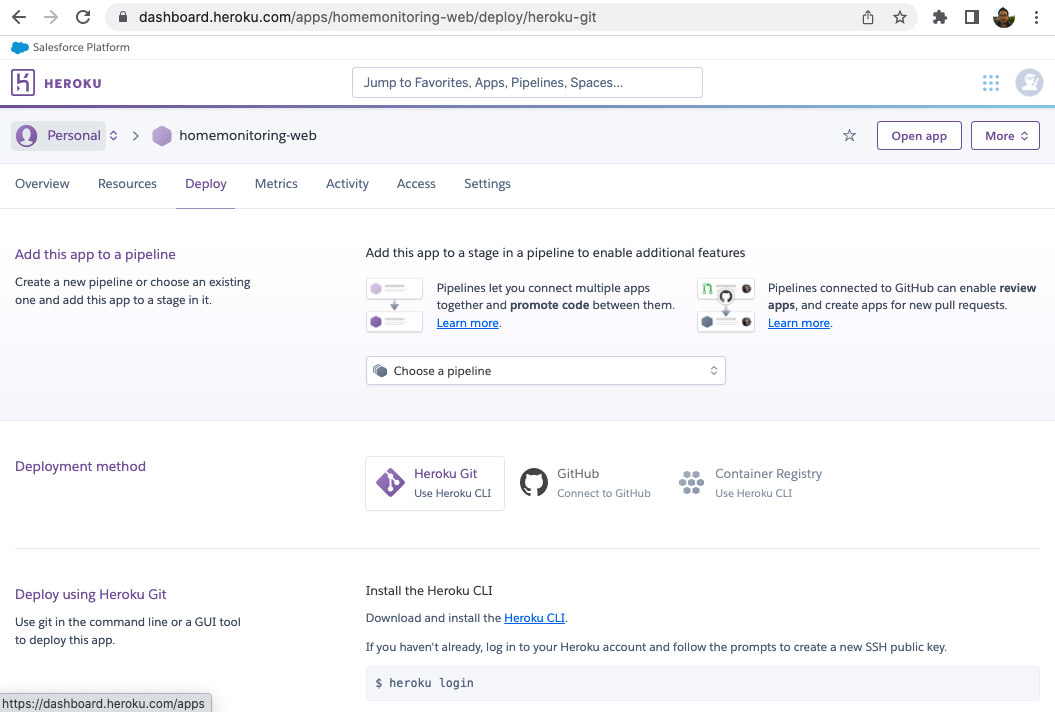 dashboard.heroku.com/apps/homemonitoring-web/deploy/heroku-git
Salesforce Platform
HEROKU
Jump to Favorites, Apps, Pipelines, Spaces...
Personal
homemonitoring-web
Open app
More
Overview
Resources
Deploy
Metrics
Activity
Access
Settings
Add this app to a pipeline
Create a new pipeline or choose an existing
one and add this app to a stage in it.
Add this app to a stage in a pipeline to enable additional features
Pipelines let you connect multiple apps
together and promote code between them.
Learn more.
Pipelines connected to GitHub can enable review
apps, and create apps for new pull requests.
Learn more.
Choose a pipeline
Deployment method
Heroku Git
Use Heroku CLI
GitHub
Connect to GitHub
Container Registry
Use Heroku CLI
Deploy using Heroku Git
Use git in the command line or a GUI tool
to deploy this app.
Install the Heroku CLI
Download and install the Heroku CLI.
If you haven't already, log in to your Heroku account and follow the prompts to create a new SSH public key.
$ heroku login
https://dashboard.heroku.com/apps